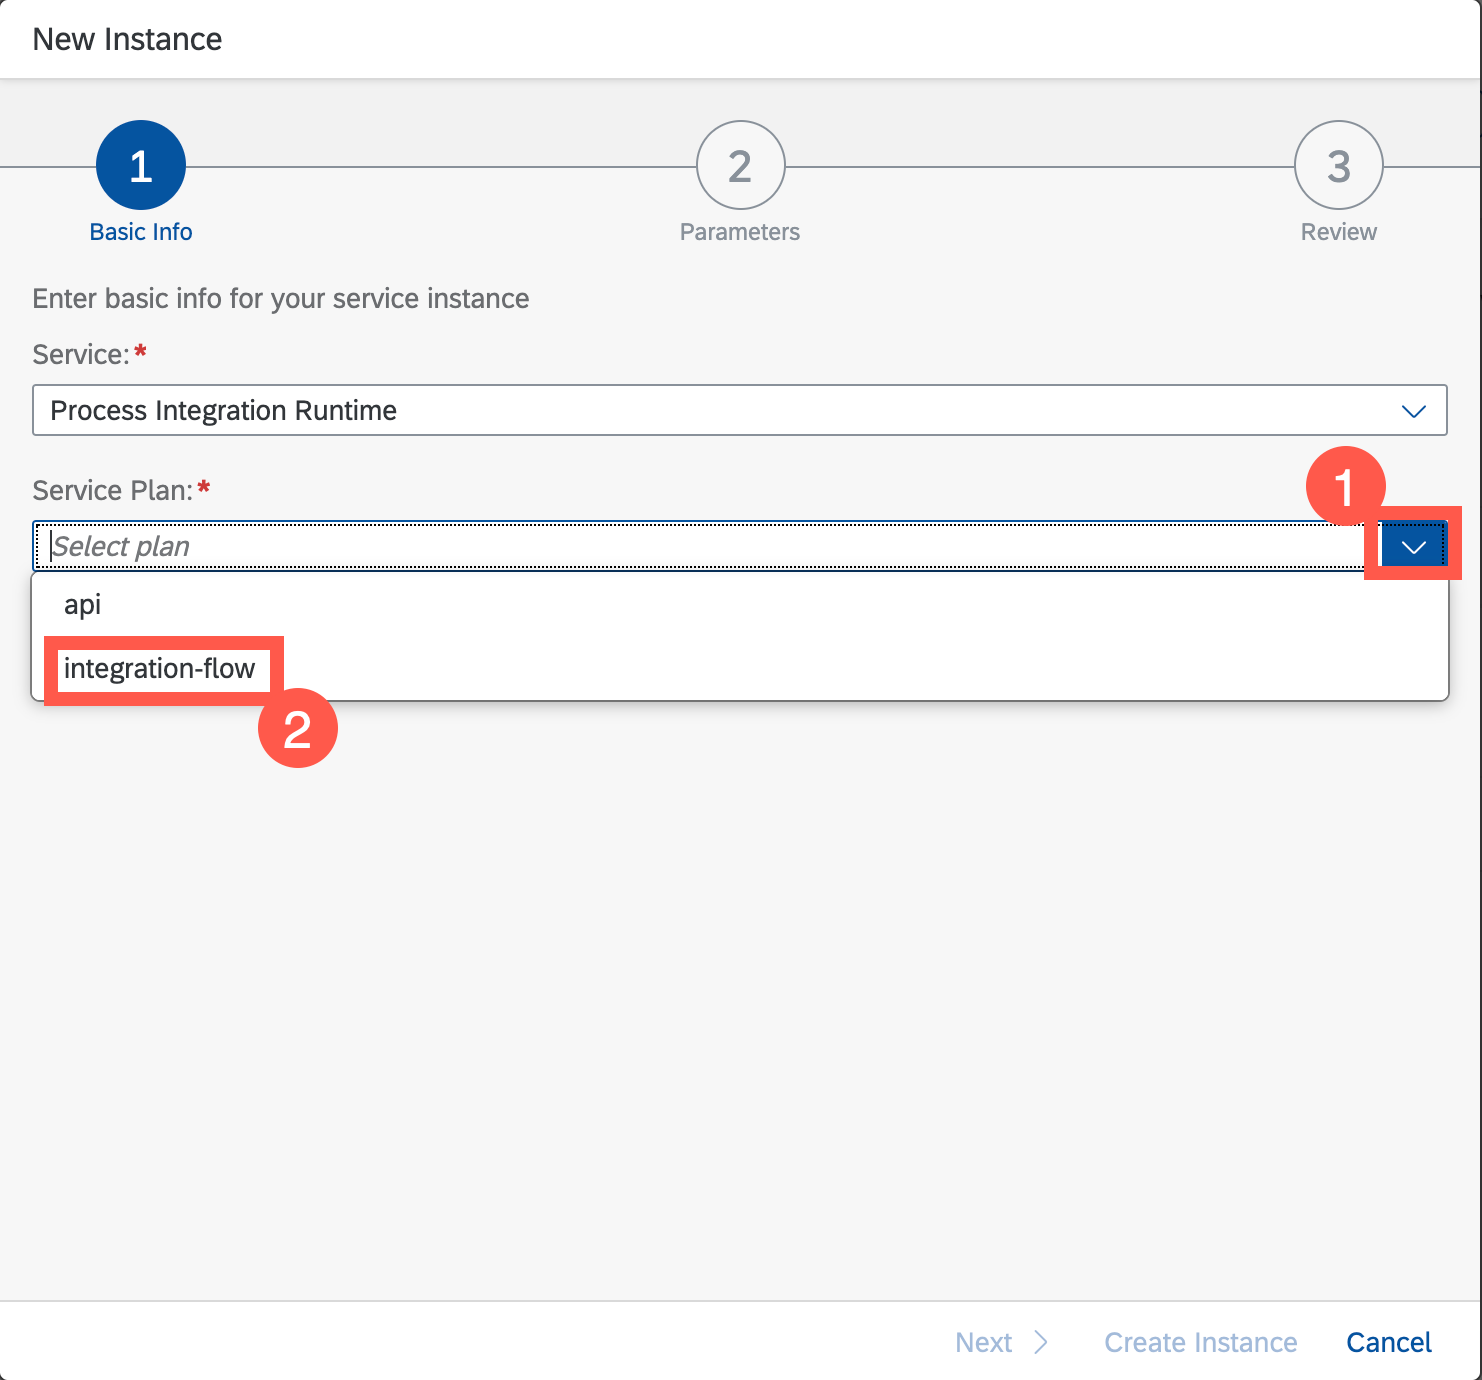 New Instance
1
2
3
Basic Info
Parameters
Review
Enter basic info for your service instance
Service:*
Process Integration Runtime
Service Plan:*
1
Select plan
api
integration-flow
2
Next
Create Instance
Cancel